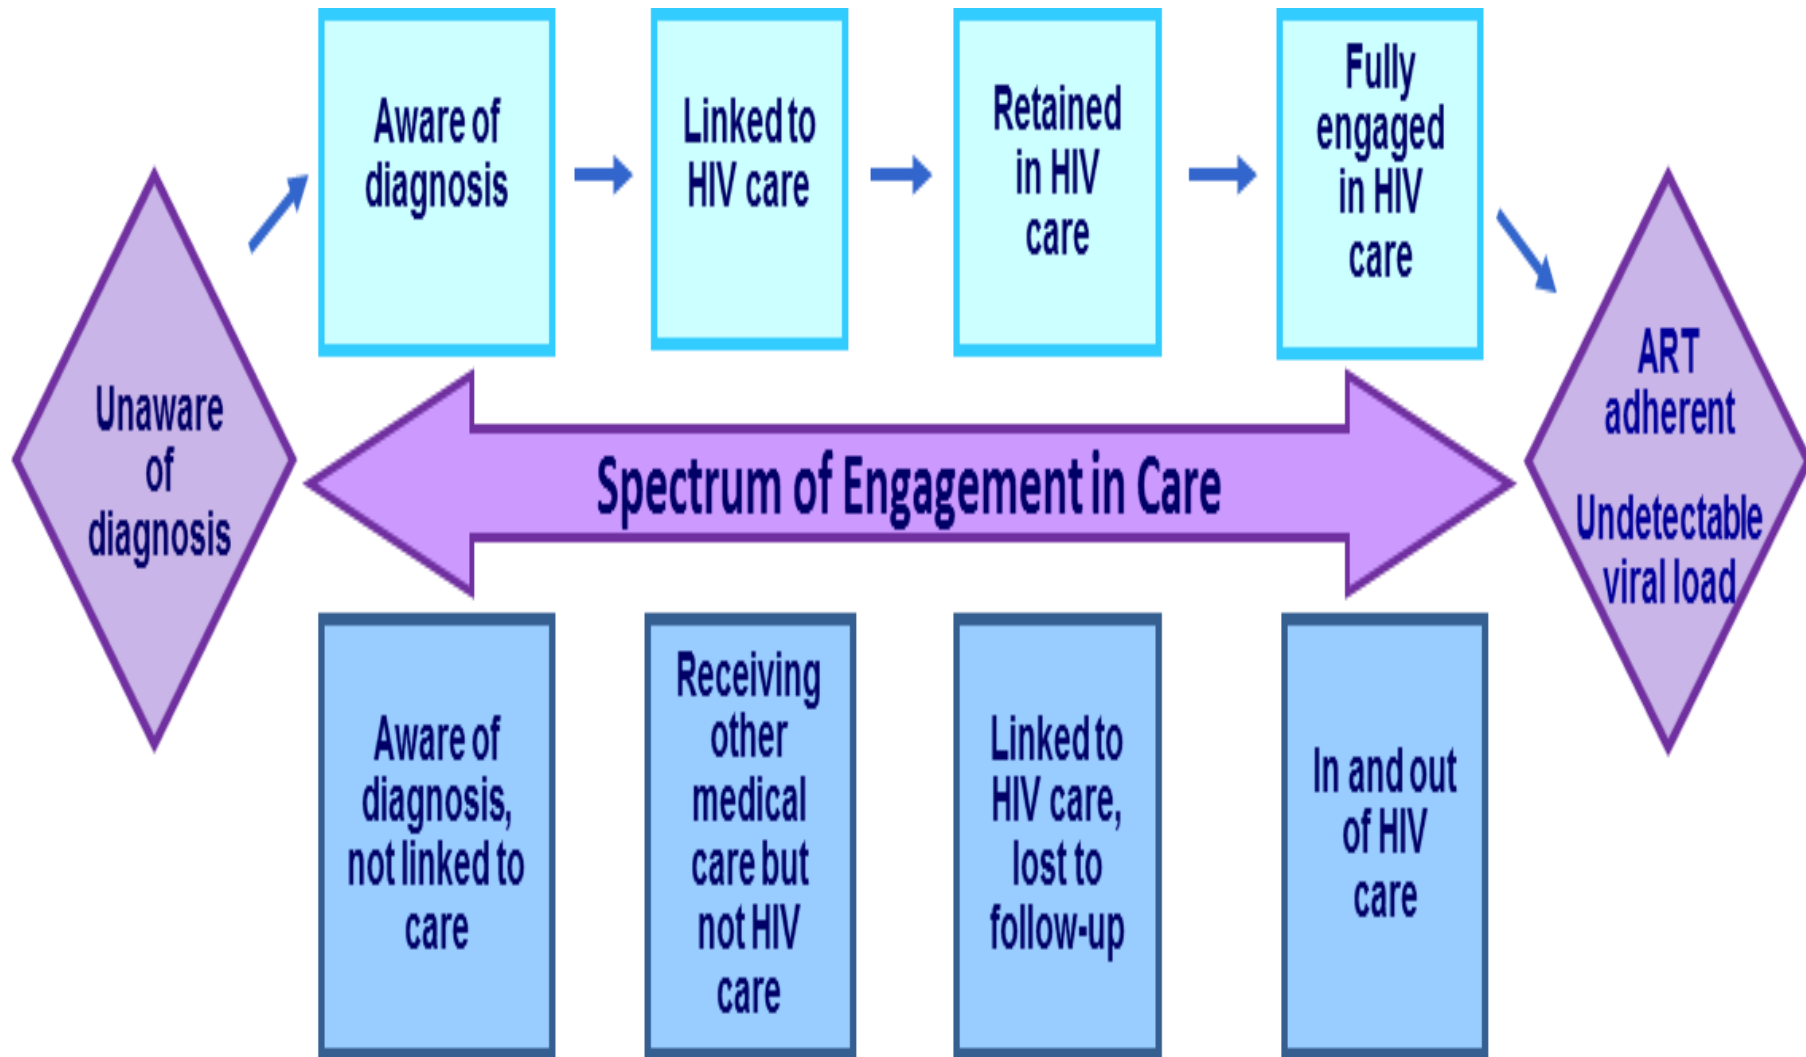 Unaware
of
diagnosis
Aware of
diagnosis
Linked to
HIV care
Retained
in HIV
care
Fully
engaged
in HIV
care
ART
adherent
Undetectable
viral load
Spectrum of Engagement in Care
Aware of
diagnosis,
not linked to
care
Receiving
other
medical
care but
not HIV
care
Linked to
HIV care,
lost to
follow-up
In and out
of HIV
care